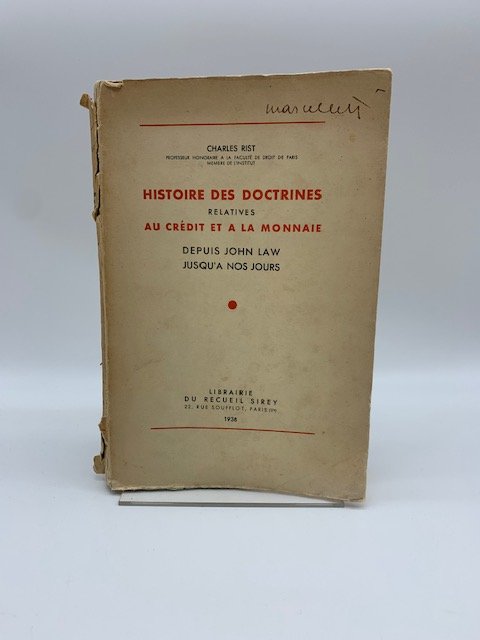 CHARLES RIST
PROFESSEUR HONORAIRE A LA FACULTÉ DE DROIT DE PARIS
MEMBRE DE L'INSTITUT
HISTOIRE DES DOCTRINES
RELATIVES
AU CRÉDIT ET A LA MONNAIE
DEPUIS JOHN LAW
JUSQU'A NOS JOURS
LIBRAIRIE
DU RECUEIL SIREY
22, RUE SOUFFLOT, PARIS
1938